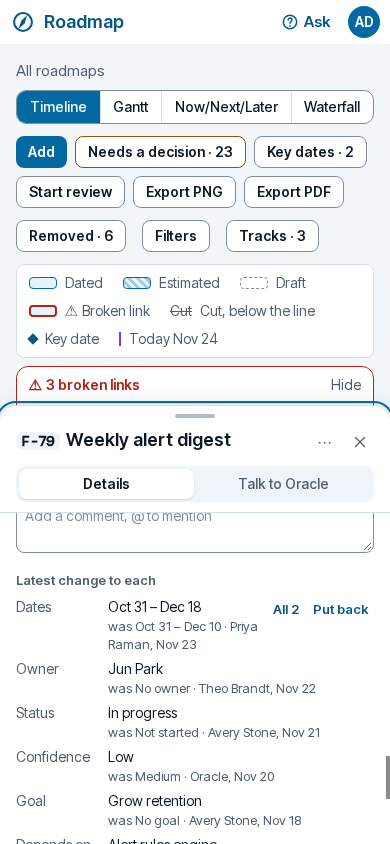 Roadmap
Ask
AD
All roadmaps
Timeline Gantt Now/Next/Later Waterfall
Add Needs a decision · 23 Key dates · 2
Start review Export PNG Export PDF
Removed · 6 Filters Tracks · 3
Dated Estimated Draft
⚠ Broken link Cut Cut, below the line
Key date Today Nov 24
⚠ 3 broken links Hide
F-79 Weekly alert digest ... ×
Details Talk to Oracle
Add a comment, @ to mention
Latest change to each
Dates Oct 31 – Dec 18 All 2 Put back
was Oct 31 – Dec 10 · Priya
Raman, Nov 23
Owner Jun Park
was No owner · Theo Brandt, Nov 22
Status In progress
was Not started · Avery Stone, Nov 21
Confidence Low
was Medium · Oracle, Nov 20
Goal Grow retention
was No goal · Avery Stone, Nov 18
Depends on Alert rules engine